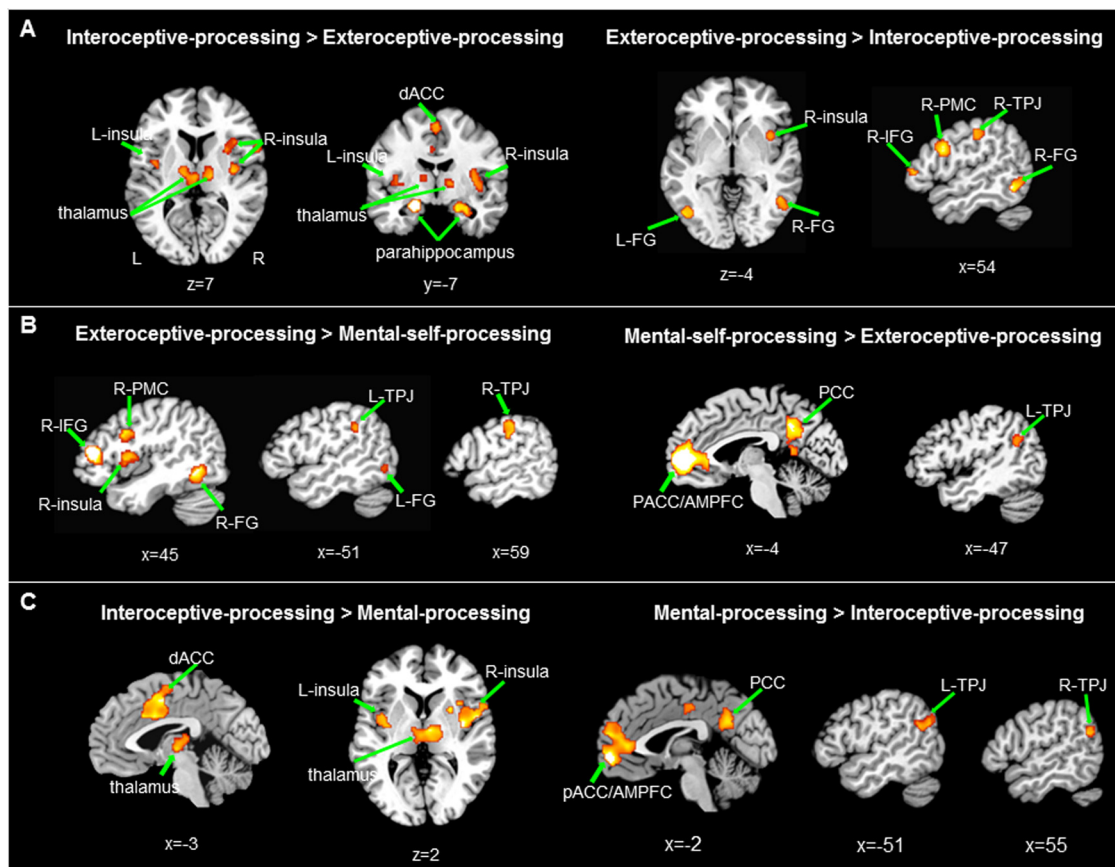 A
Interoceptive-processing > Exteroceptive-processing
Exteroceptive-processing > Interoceptive-processing
dACC
L-insula
R-insula
L-insula
R-insula
thalamus
thalamus
parahippocampus
L
R
z=7
y=-7
R-insula
R-PMC
R-TPJ
R-IFG
R-FG
L-FG
R-FG
z=-4
x=54
B
Exteroceptive-processing > Mental-self-processing
Mental-self-processing > Exteroceptive-processing
R-PMC
R-IFG
R-insula
R-FG
L-TPJ
L-FG
R-TPJ
x=45
x=-51
x=59
PCC
PACC/AMPFC
L-TPJ
x=-4
x=-47
C
Interoceptive-processing > Mental-processing
Mental-processing > Interoceptive-processing
dACC
thalamus
L-insula
R-insula
thalamus
x=-3
z=2
PCC
pACC/AMPFC
L-TPJ
R-TPJ
x=-2
x=-51
x=55